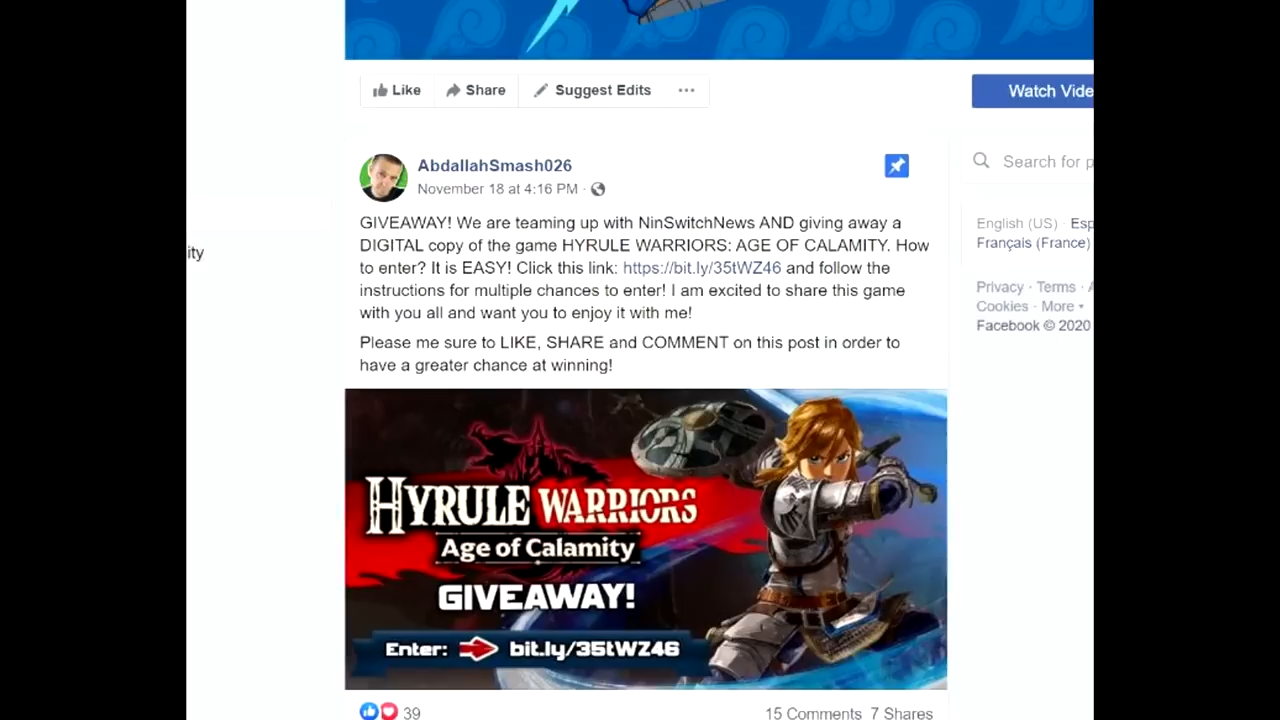 Like Share Suggest Edits ...
Watch Vide
AbdallahSmash026
November 18 at 4:16 PM ·
Search for p
GIVEAWAY! We are teaming up with NinSwitchNews AND giving away a
DIGITAL copy of the game HYRULE WARRIORS: AGE OF CALAMITY. How
to enter? It is EASY! Click this link: https://bit.ly/35tWZ46 and follow the
instructions for multiple chances to enter! I am excited to share this game
with you all and want you to enjoy it with me!
Please me sure to LIKE, SHARE and COMMENT on this post in order to
have a greater chance at winning!
ity
English (US) · Esp
Français (France)
Privacy · Terms · A
Cookies · More
Facebook © 2020
HYRULE WARRIORS
Age of Calamity
GIVEAWAY!
Enter: bit.ly/35tWZ46
39
15 Comments 7 Shares